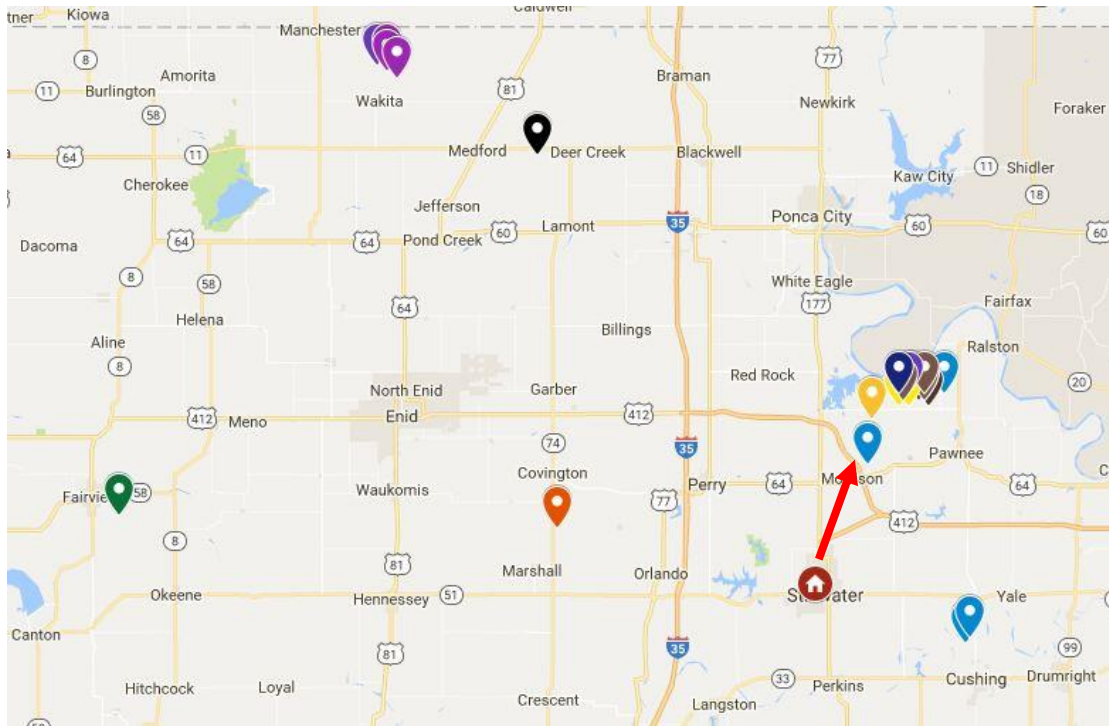 Caldwell
Kiowa
Manchester
8
77
81
Braman
Amorita
11
Burlington
11
Wakita
Newkirk
Foraker
58
64
11
Medford
Deer Creek
Blackwell
11
Shidler
Cherokee
Kaw City
18
Jefferson
Ponca City
Dacoma
64
64
Pond Creek
60
Lamont
35
60
60
8
58
White Eagle
64
177
Fairfax
Helena
Billings
Aline
Ralston
8
Red Rock
North Enid
Garber
20
412
Meno
Enid
412
74
35
Pawnee
Covington
Fairview
58
Waukomis
77
Perry
64
Morrison
64
412
8
81
Marshall
Orlando
Okeene
Hennessey
51
Stillwater
Yale
Canton
35
81
99
33
Hitchcock
Loyal
Perkins
Cushing
Drumright
Crescent
Langston